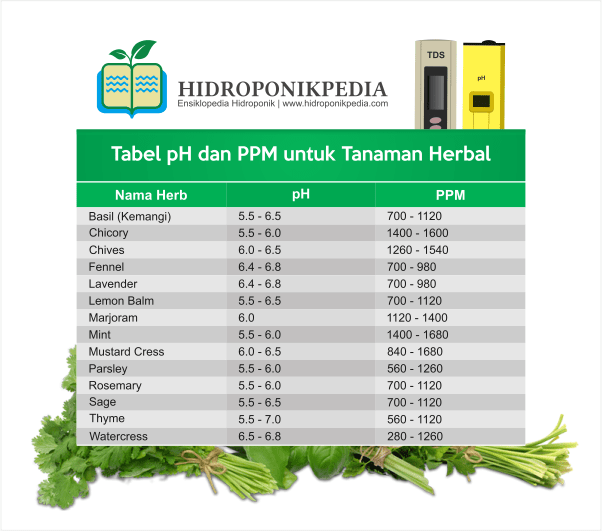 TDS
pH
HIDROPONIKPEDIA
Ensiklopedia Hidroponik | www.hidroponikpedia.com
Tabel pH dan PPM untuk Tanaman Herbal
Nama Herb pH PPM
Basil (Kemangi) 5.5 - 6.5 700 - 1120
Chicory 5.5 - 6.0 1400 - 1600
Chives 6.0 - 6.5 1260 - 1540
Fennel 6.4 - 6.8 700 - 980
Lavender 6.4 - 6.8 700 - 980
Lemon Balm 5.5 - 6.5 700 - 1120
Marjoram 6.0 1120 - 1400
Mint 5.5 - 6.0 1400 - 1680
Mustard Cress 6.0 - 6.5 840 - 1680
Parsley 5.5 - 6.0 560 - 1260
Rosemary 5.5 - 6.0 700 - 1120
Sage 5.5 - 6.5 700 - 1120
Thyme 5.5 - 7.0 560 - 1120
Watercress 6.5 - 6.8 280 - 1260